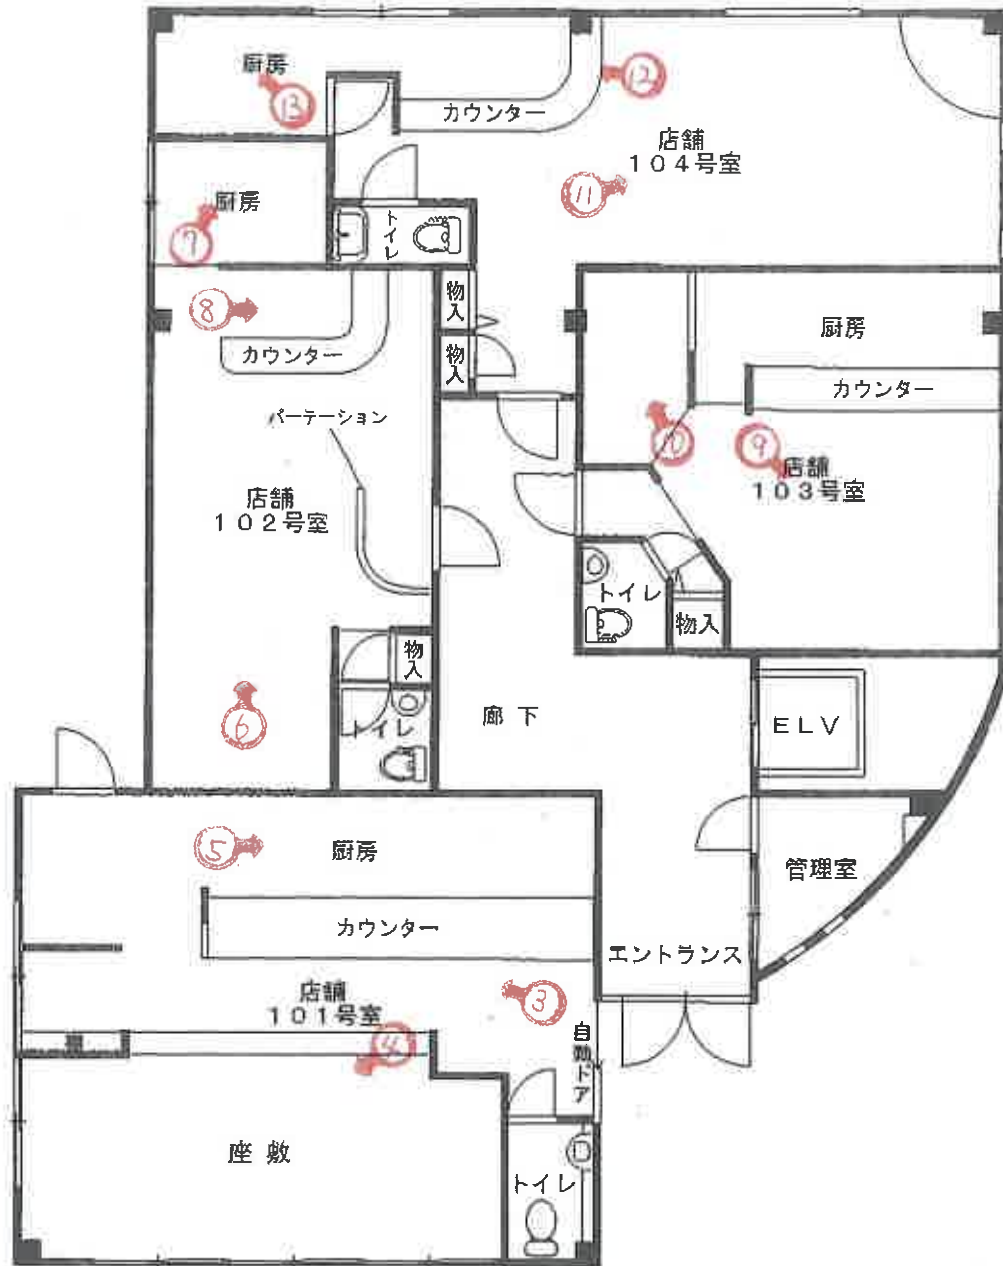 厨房
⑬
カウンター
⑫
店舗
104号室
⑪
厨房
⑦
トイレ
物入
⑧
カウンター
物入
厨房
カウンター
パーテーション
⑩
⑨
店舗
103号室
店舗
102号室
トイレ
物入
物入
⑥
トイレ
廊下
ELV
⑤
厨房
管理室
カウンター
エントランス
店舗
101号室
③
④
自動ドア
座敷
トイレ